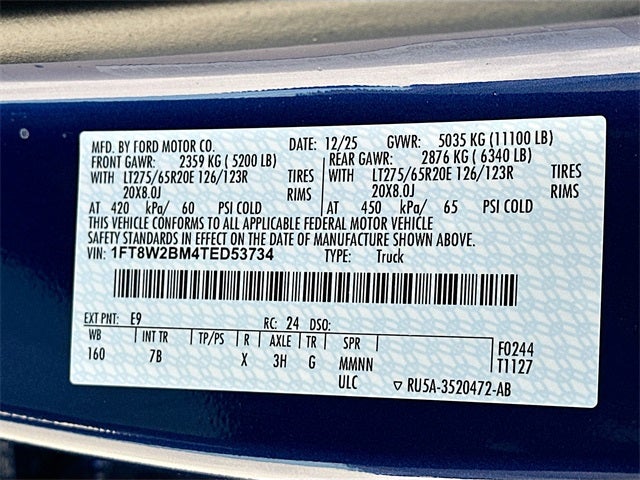 MFD. BY FORD MOTOR CO. DATE: 12/25 GVWR: 5035 KG (11100 LB)
FRONT GAWR: 2359 KG ( 5200 LB) REAR GAWR: 2876 KG ( 6340 LB)
WITH LT275/65R20E 126/123R TIRES WITH LT275/65R20E 126/123R TIRES
20X8.0J RIMS 20X8.0J RIMS
AT 420 kPa/ 60 PSI COLD AT 450 kPa/ 65 PSI COLD
THIS VEHICLE CONFORMS TO ALL APPLICABLE FEDERAL MOTOR VEHICLE
SAFETY STANDARDS IN EFFECT ON THE DATE OF MANUFACTURE SHOWN ABOVE.
VIN: 1FT8W2BM4TED53734 TYPE: Truck
EXT PNT: E9 RC: 24 DSO:
WB INT TR TP/PS R AXLE TR SPR F0244
160 7B X 3H G MMNN T1127
ULC ▽ RU5A-3520472-AB